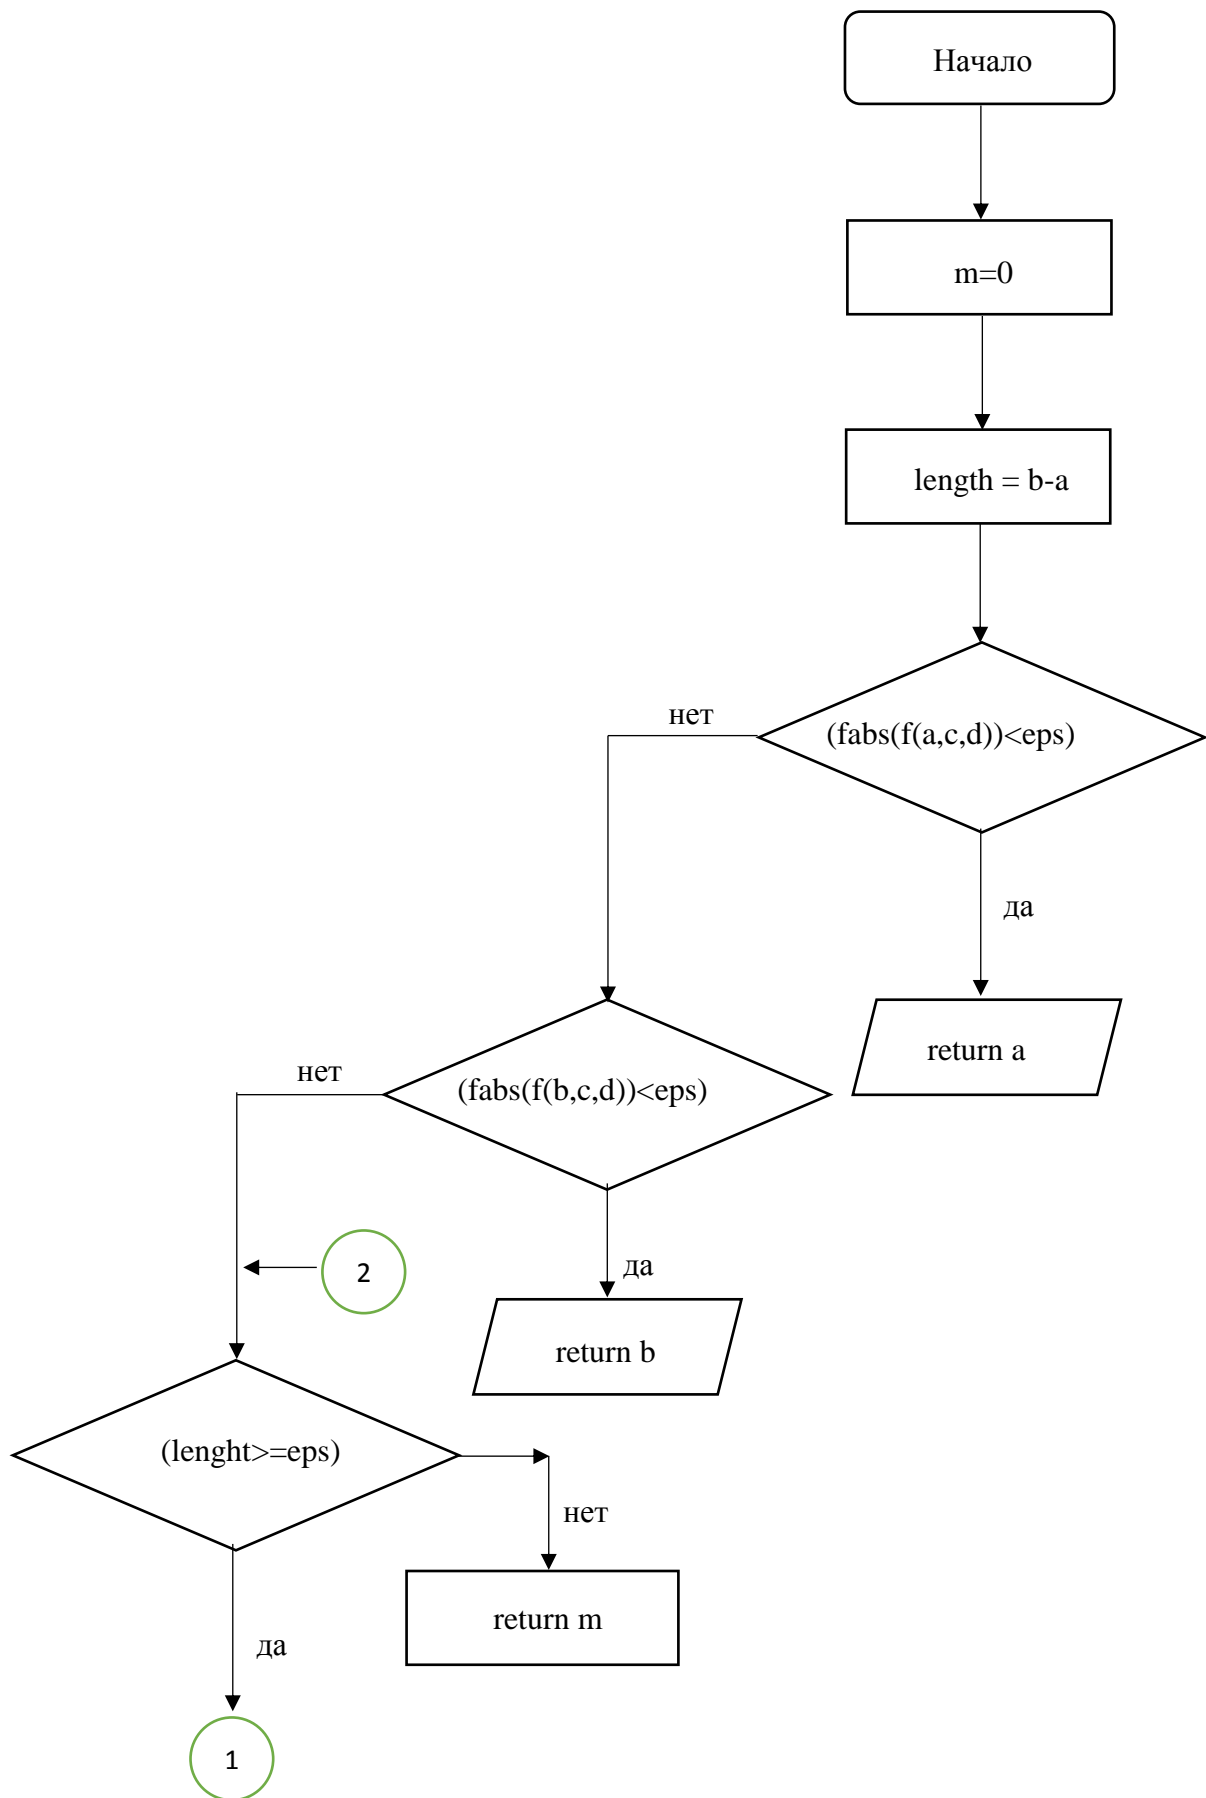 Начало
m=0
length = b-a
(fabs(f(a,c,d))<eps)
нет
да
return a
(fabs(f(b,c,d))<eps)
нет
да
return b
2
(lenght>=eps)
нет
return m
да
1